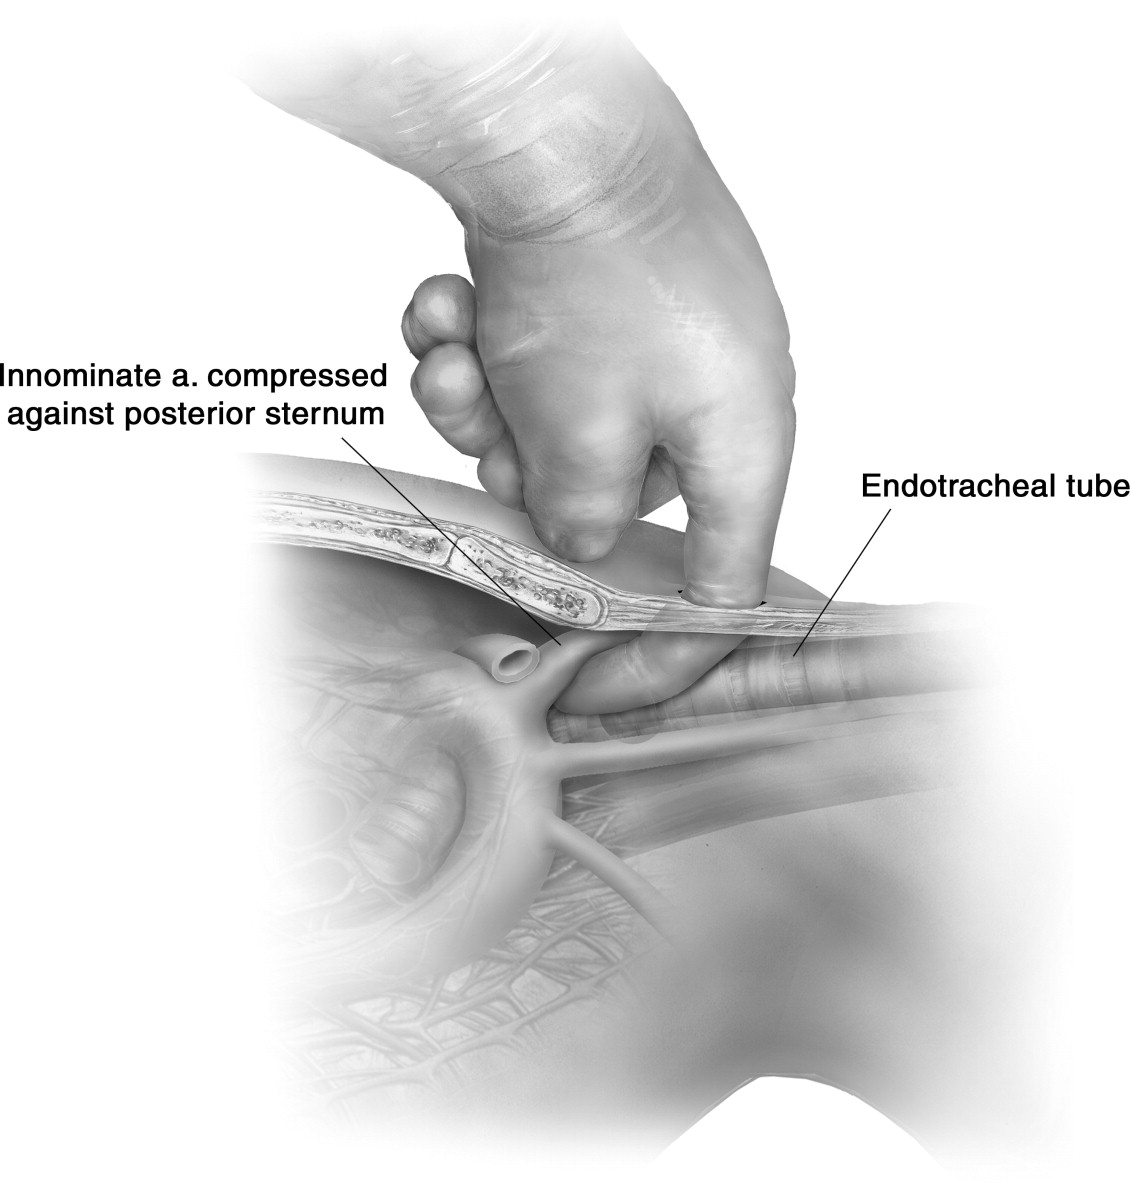 Innominate a. compressed
against posterior sternum
Endotracheal tube